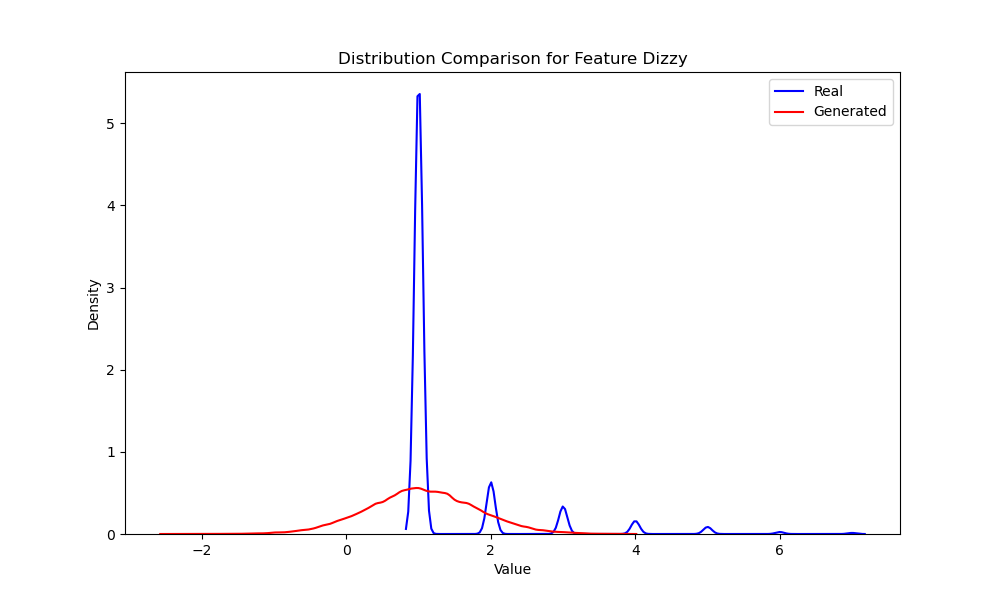 Distribution Comparison for Feature Dizzy
Real
Generated
Density
5
4
3
2
1
0
−2
0
2
4
6
Value